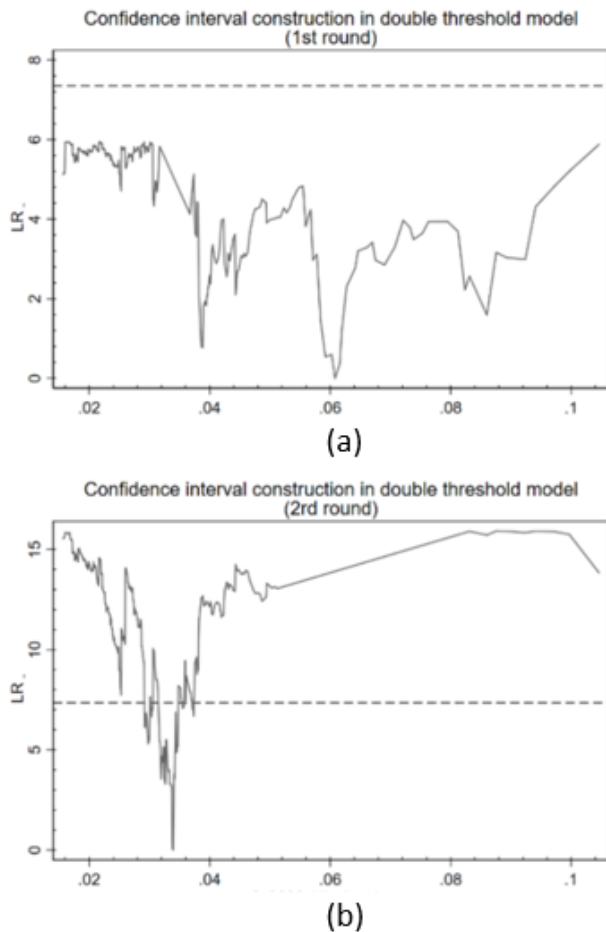 Confidence interval construction in double threshold model
(1st round)
8
6
4
2
0
LR
.02 .04 .06 .08 .1
(a)
Confidence interval construction in double threshold model
(2rd round)
15
10
5
0
LR
.02 .04 .06 .08 .1
(b)